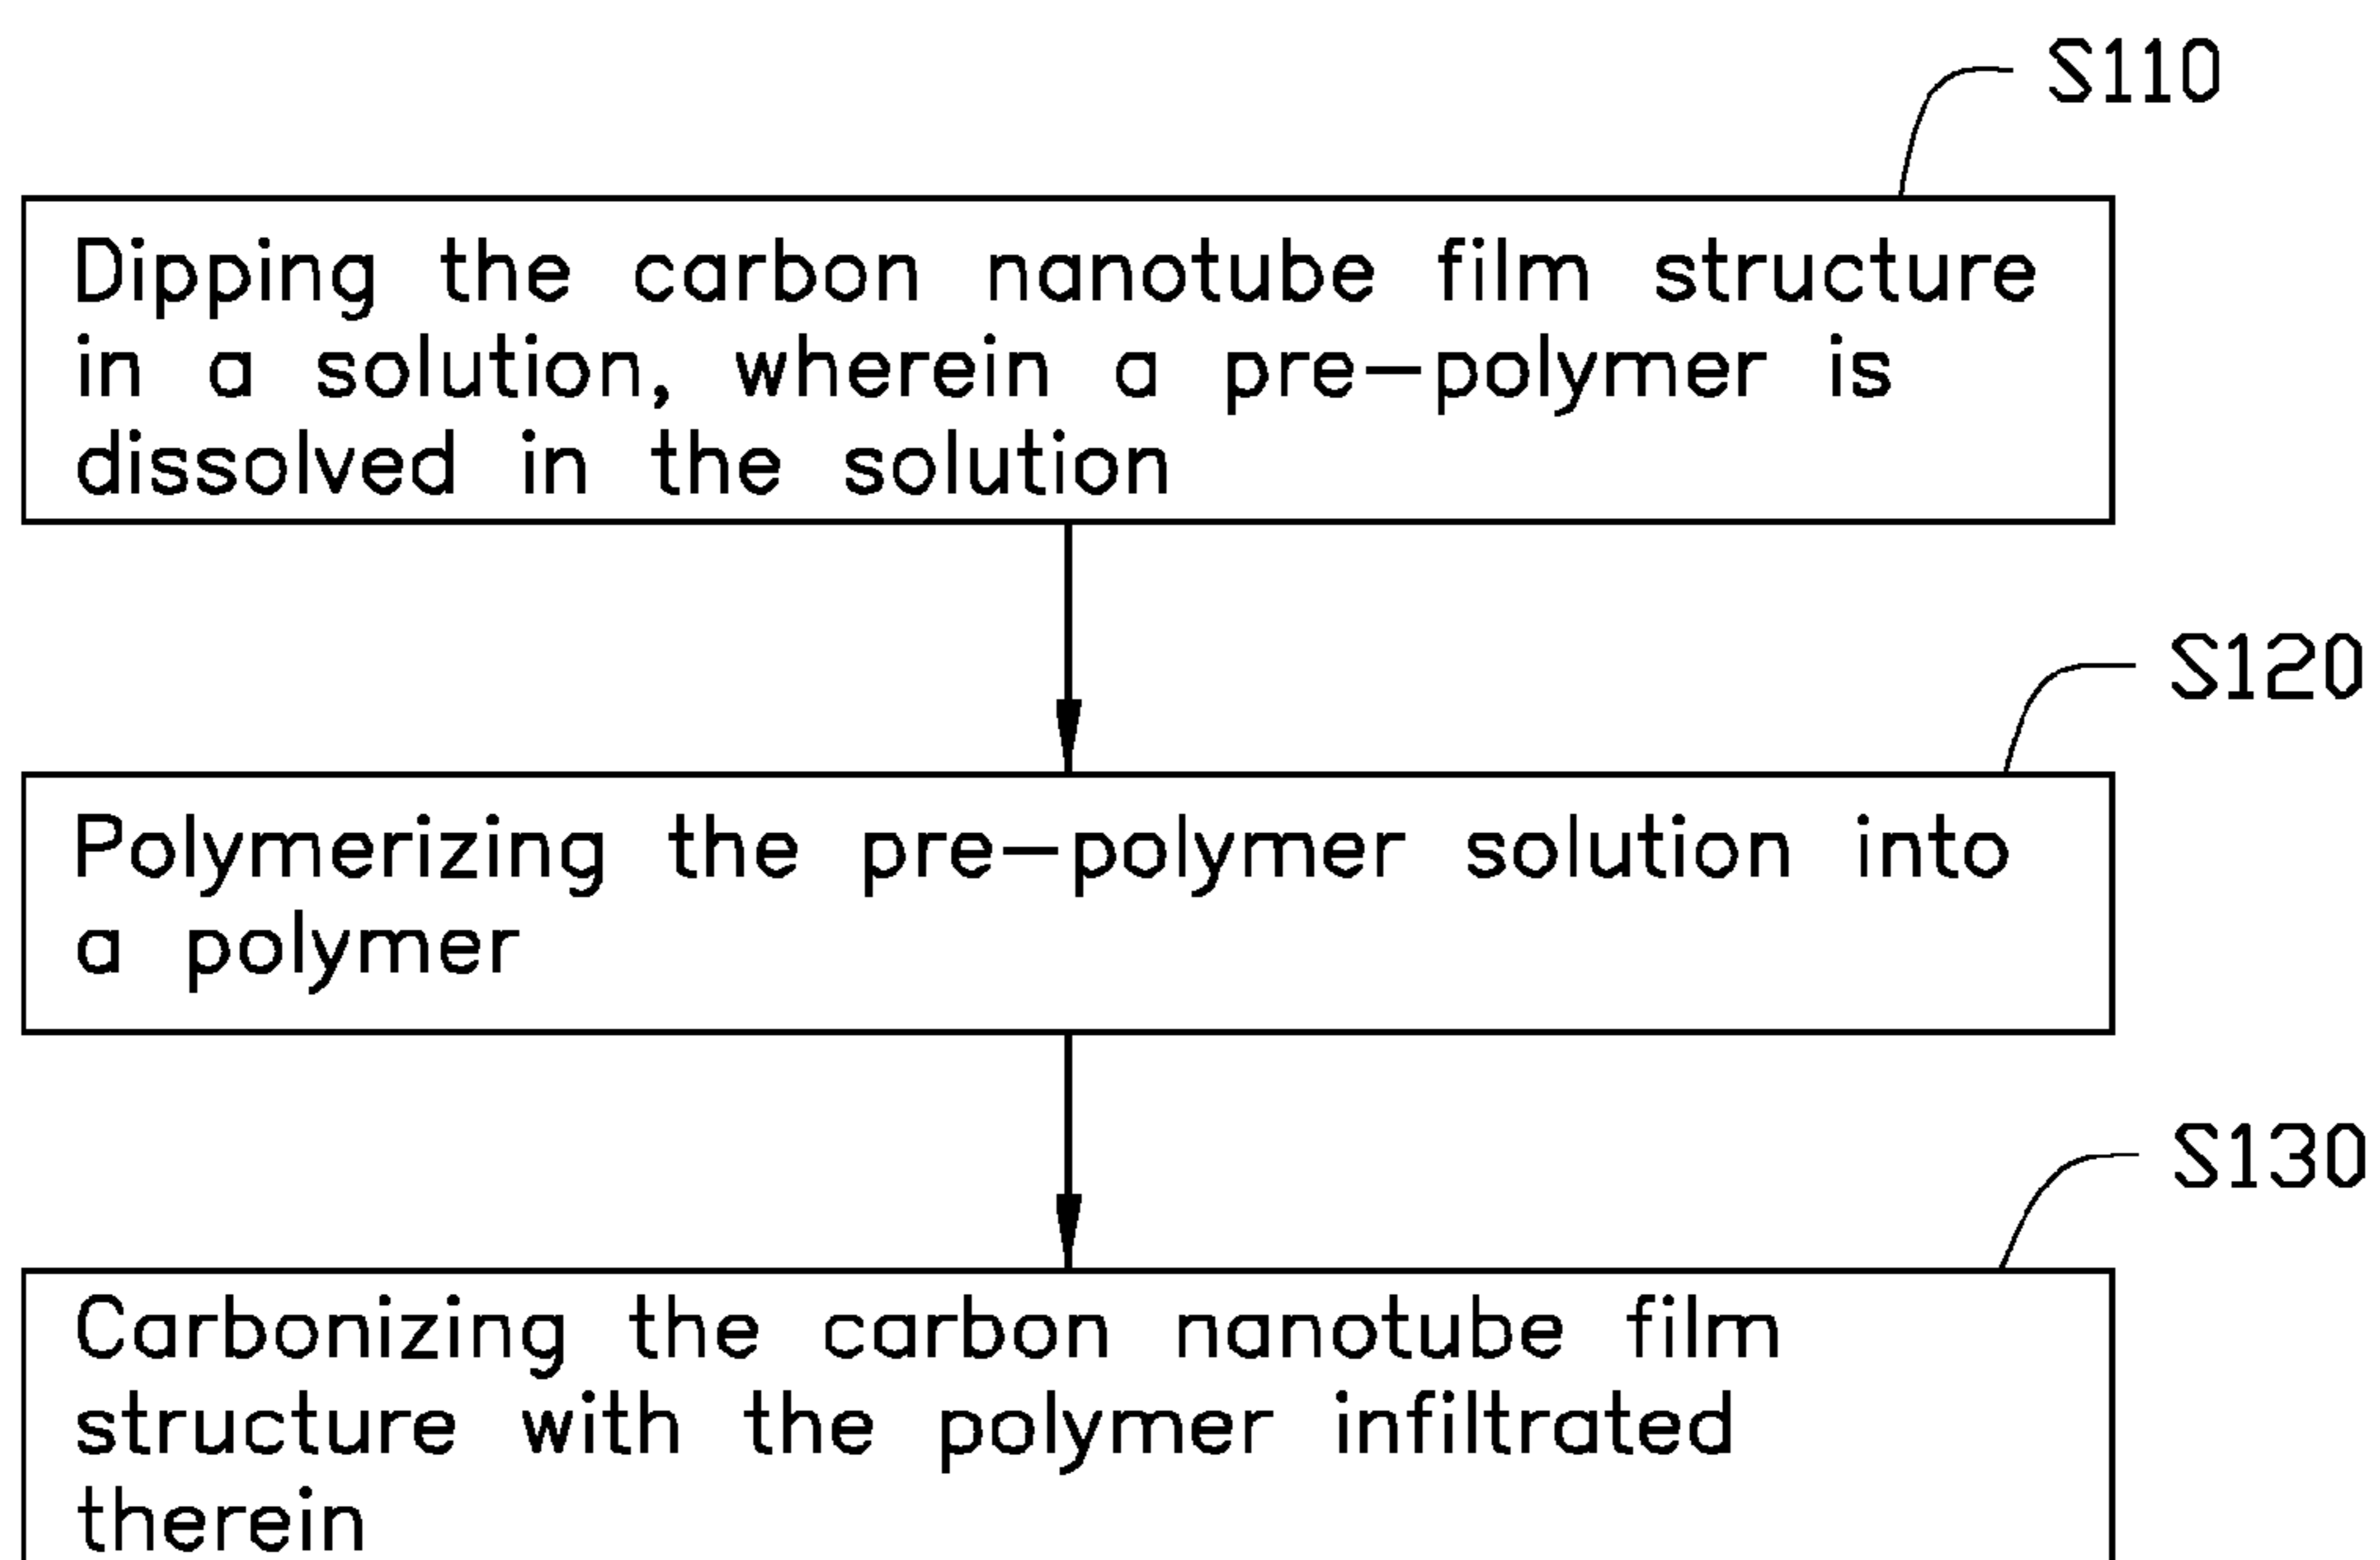 S110
Dipping the carbon nanotube film structure
in a solution, wherein a pre-polymer is
dissolved in the solution
S120
Polymerizing the pre-polymer solution into
a polymer
S130
Carbonizing the carbon nanotube film
structure with the polymer infiltrated
therein